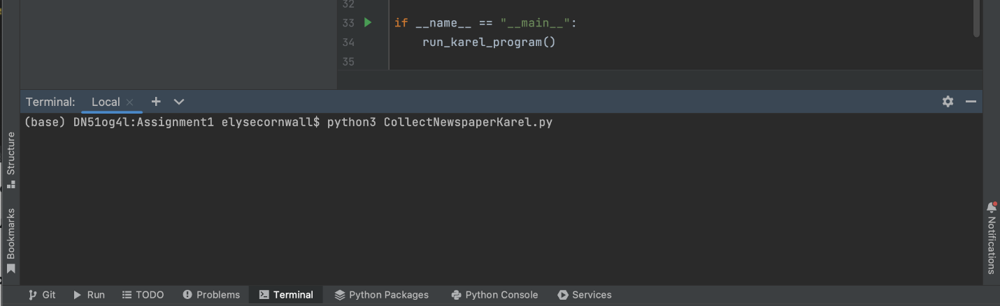 32
33 if __name__ == "__main__":
34 run_karel_program()
35
Terminal: Local
(base) DN51og4l:Assignment1 elysecornwall$ python3 CollectNewspaperKarel.py
Structure
Bookmarks
Notifications
Git Run TODO Problems Terminal Python Packages Python Console Services